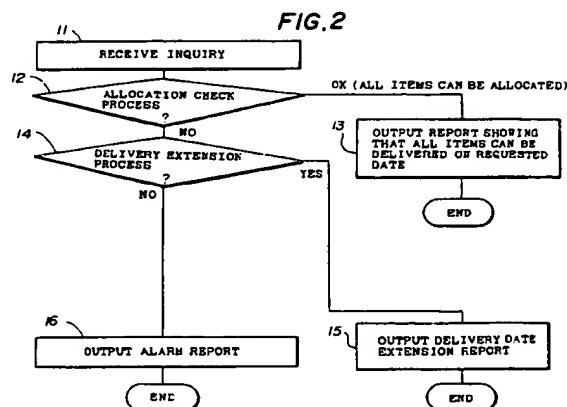 FIG.2
11
RECEIVE INQUIRY
12
ALLOCATION CHECK
PROCESS
?
OK (ALL ITEMS CAN BE ALLOCATED)
NO
13
OUTPUT REPORT SHOWING
THAT ALL ITEMS CAN BE
DELIVERED ON REQUESTED
DATE
END
14
DELIVERY EXTENSION
PROCESS
?
YES
NO
16
OUTPUT ALARM REPORT
END
15
OUTPUT DELIVERY DATE
EXTENSION REPORT
END